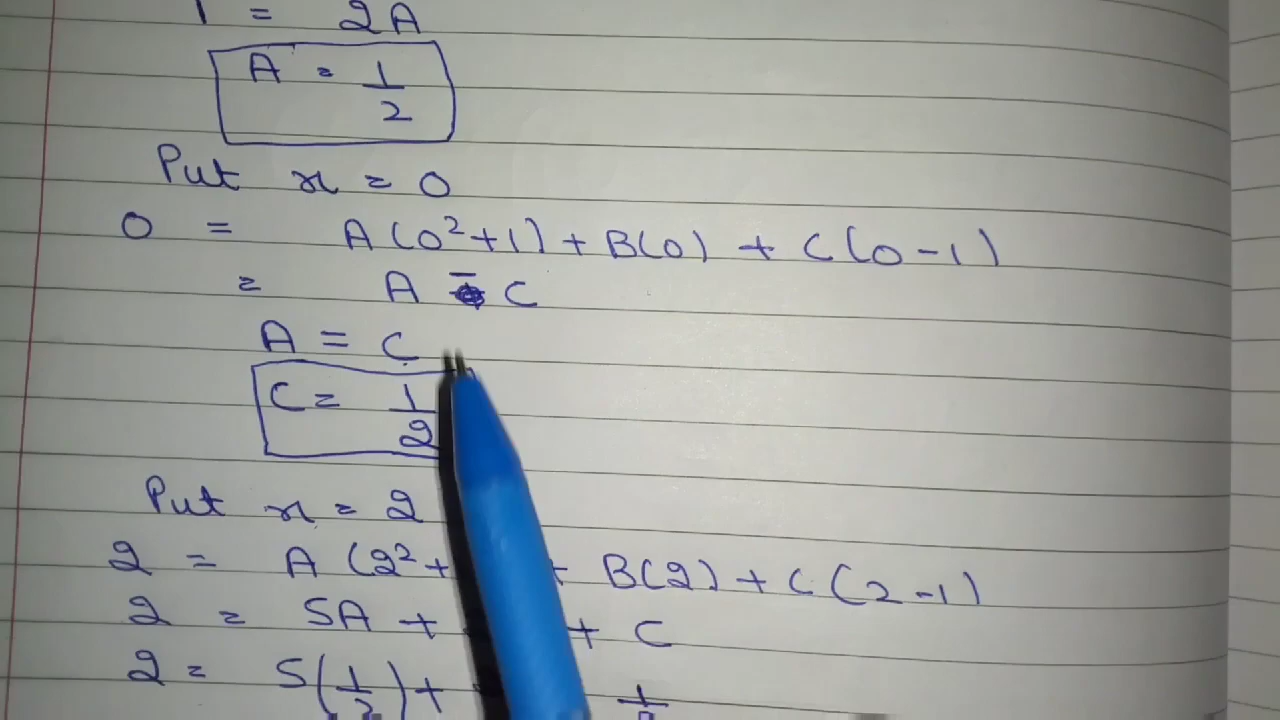 1 = 2A
A = 1/2
Put x = 0
0 = A(0²+1) + B(0) + C(0-1)
= A - C
A = C
C = 1/2
Put x = 2
2 = A (2²+ + B(2) + C(2-1)
2 = 5A + + C
2 = 5(1/2) +